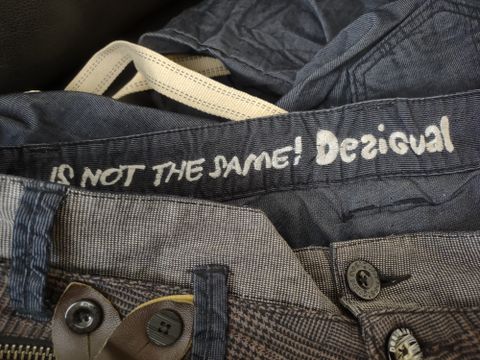 IS NOT THE SAME! Desigual